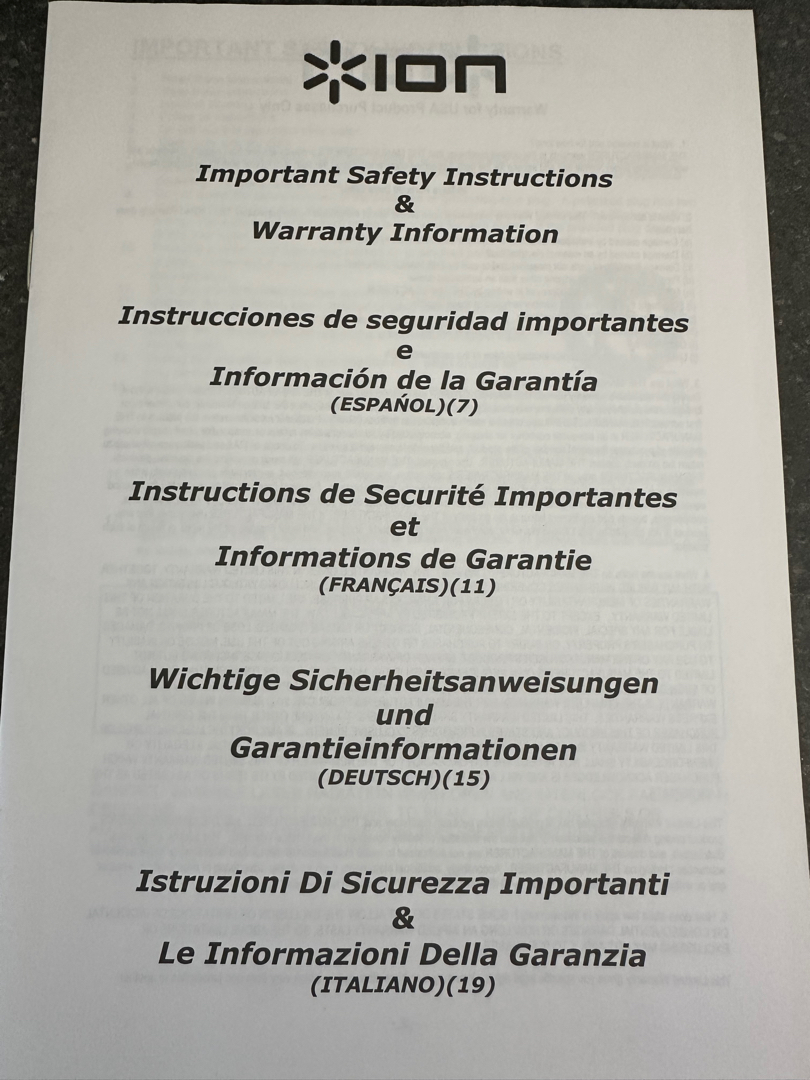 ion
Important Safety Instructions
&
Warranty Information
Instrucciones de seguridad importantes
e
Información de la Garantía
(ESPAŃOL)(7)
Instructions de Securité Importantes
et
Informations de Garantie
(FRANÇAIS)(11)
Wichtige Sicherheitsanweisungen
und
Garantieinformationen
(DEUTSCH)(15)
Istruzioni Di Sicurezza Importanti
&
Le Informazioni Della Garanzia
(ITALIANO)(19)